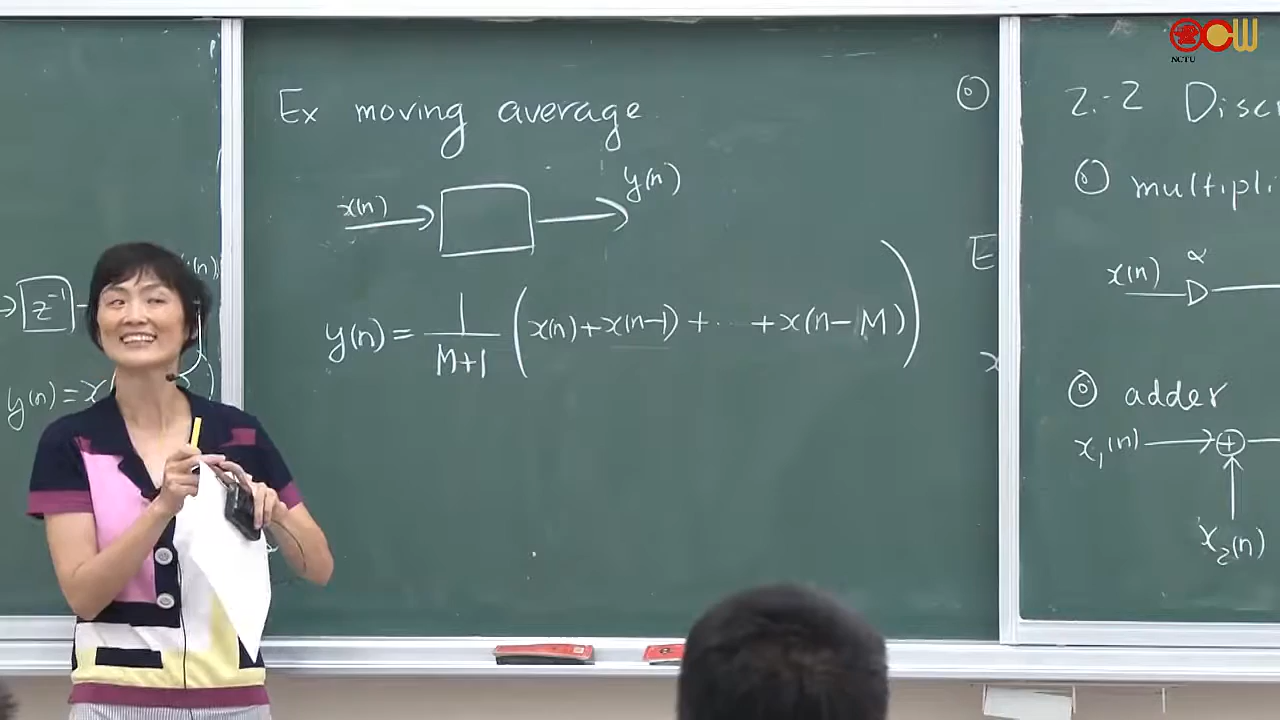 z⁻¹
y(n)=x(
Ex moving average
x(n)
y(n)
y(n) = 1/(M+1) (x(n)+x(n-1)+...+x(n-M))
2.2 Disc
multipli
α
x(n)
adder
x₁(n)
+
x₂(n)
NCTU
OCW